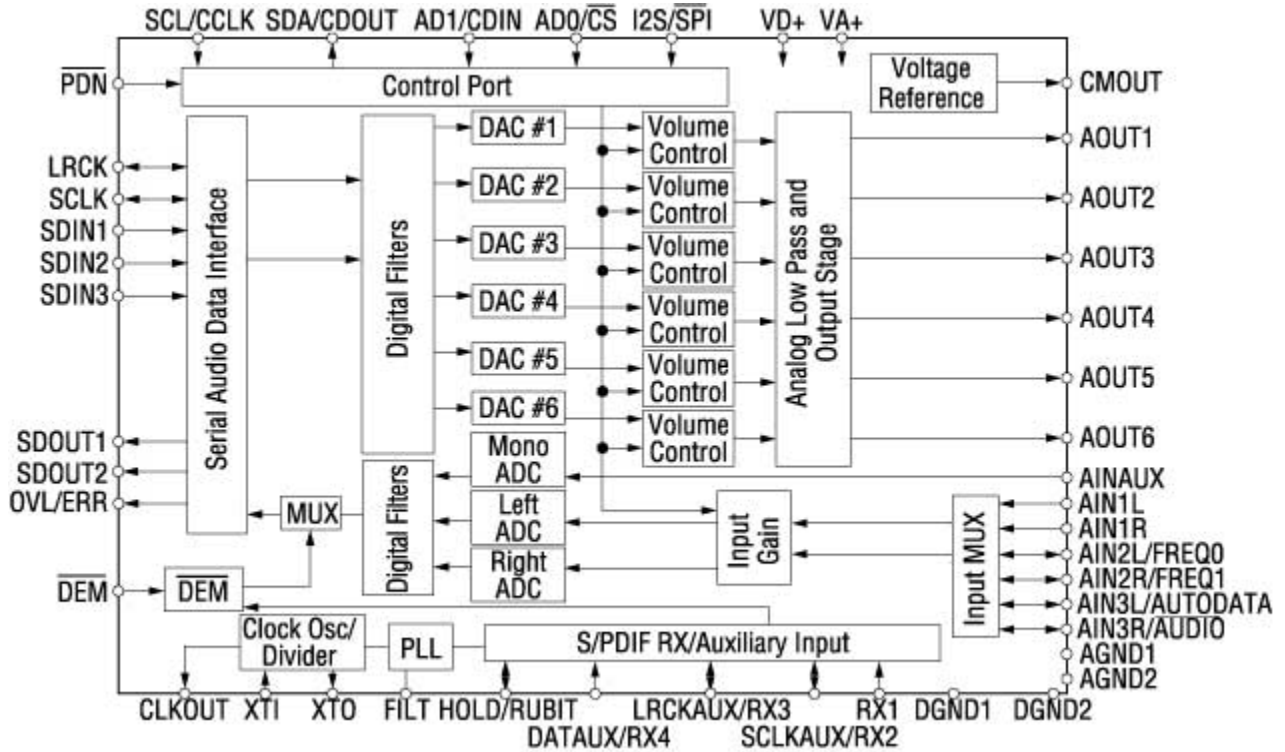 SCL/CCLK SDA/CDOUT AD1/CDIN AD0/C̅S̅ I2S/S̅P̅I̅ VD+ VA+
P̅D̅N̅
Control Port
Voltage
Reference
CMOUT
LRCK
SCLK
SDIN1
SDIN2
SDIN3
SDOUT1
SDOUT2
OVL/ERR
D̅E̅M̅
Serial Audio Data Interface
Digital Filters
DAC #1
DAC #2
DAC #3
DAC #4
DAC #5
DAC #6
Volume
Control
Volume
Control
Volume
Control
Volume
Control
Volume
Control
Volume
Control
Analog Low Pass and
Output Stage
AOUT1
AOUT2
AOUT3
AOUT4
AOUT5
AOUT6
Mono
ADC
Left
ADC
Right
ADC
Digital Filters
MUX
D̅E̅M̅
Input
Gain
Input MUX
AINAUX
AIN1L
AIN1R
AIN2L/FREQ0
AIN2R/FREQ1
AIN3L/AUTODATA
AIN3R/A̅U̅D̅I̅O̅
AGND1
AGND2
Clock Osc/
Divider
PLL
S/PDIF RX/Auxiliary Input
CLKOUT XTI XTO FILT HOLD/RUBIT LRCKAUX/RX3 RX1 DGND1 DGND2
DATAUX/RX4 SCLKAUX/RX2